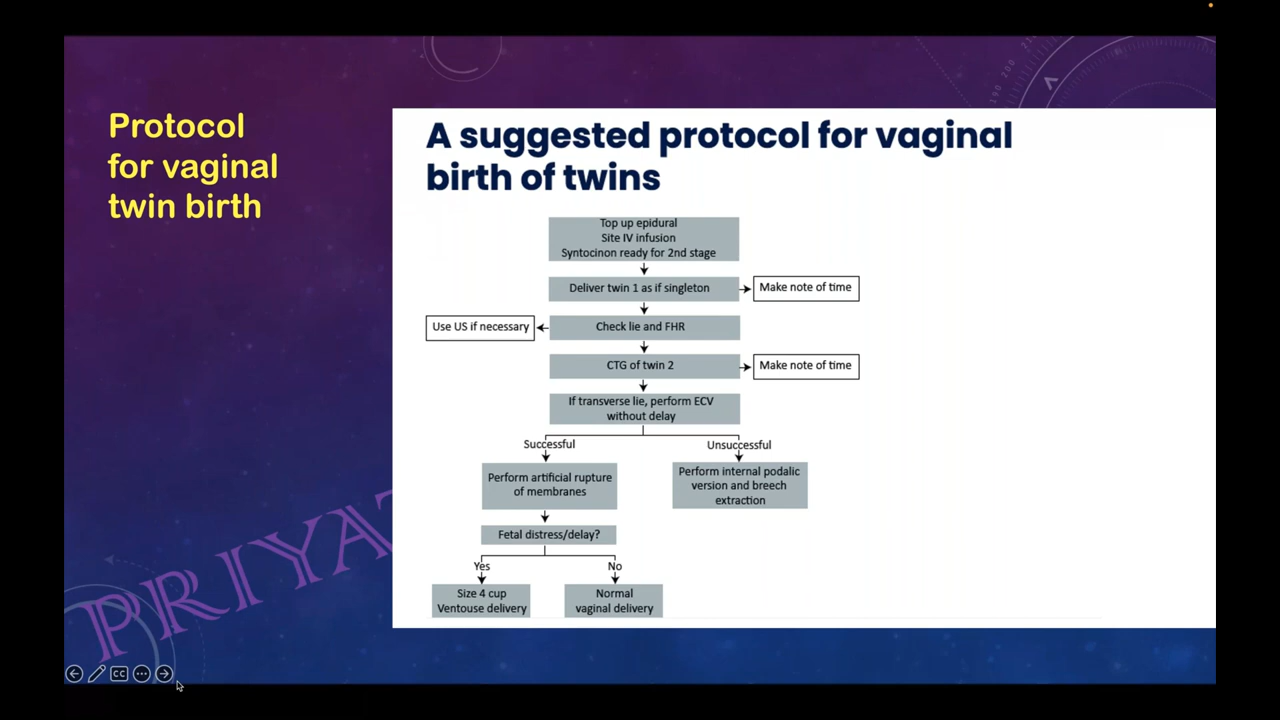 Protocol
for vaginal
twin birth
A suggested protocol for vaginal
birth of twins
Top up epidural
Site IV infusion
Syntocinon ready for 2nd stage
Deliver twin 1 as if singleton
Make note of time
Use US if necessary
Check lie and FHR
CTG of twin 2
Make note of time
If transverse lie, perform ECV
without delay
Successful
Unsuccessful
Perform artificial rupture
of membranes
Perform internal podalic
version and breech
extraction
Fetal distress/delay?
Yes
No
Size 4 cup
Ventouse delivery
Normal
vaginal delivery
PRIYA
CC
190 200